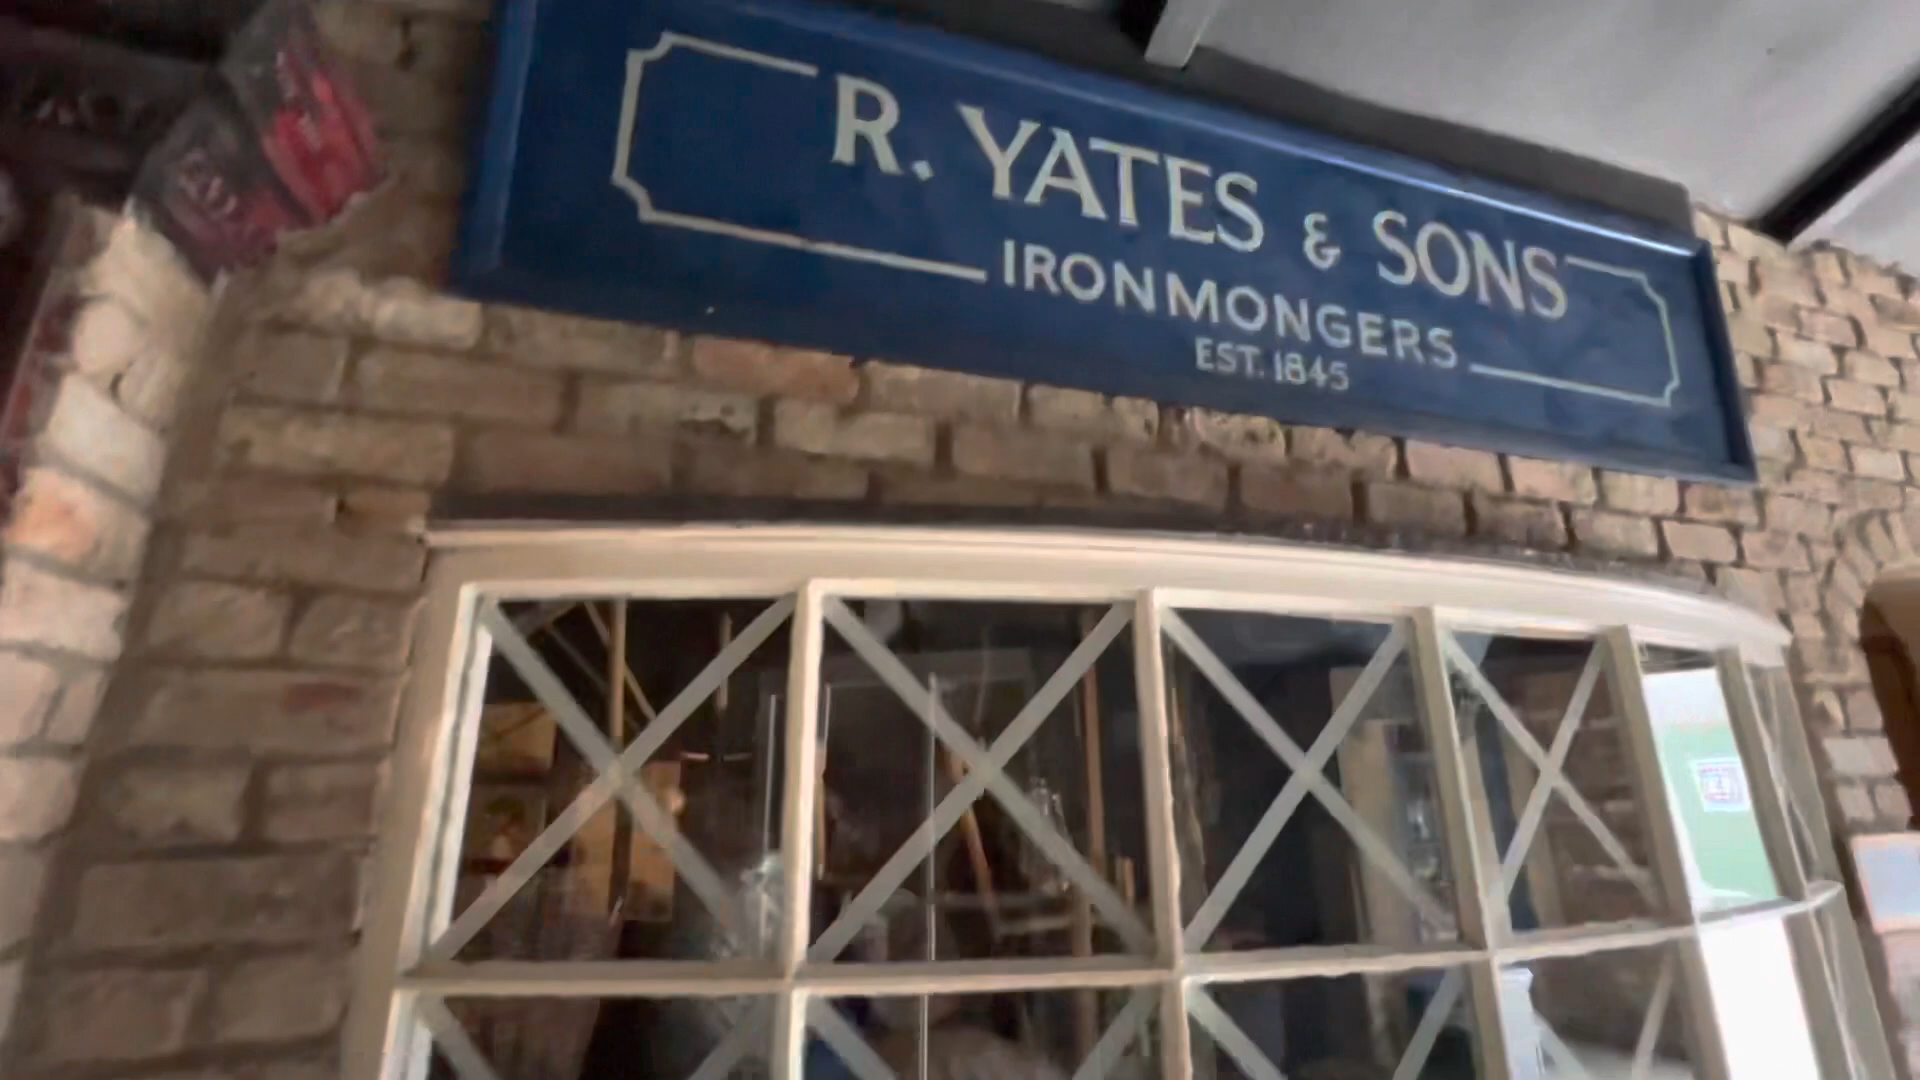 R. YATES & SONS
IRONMONGERS
EST. 1845